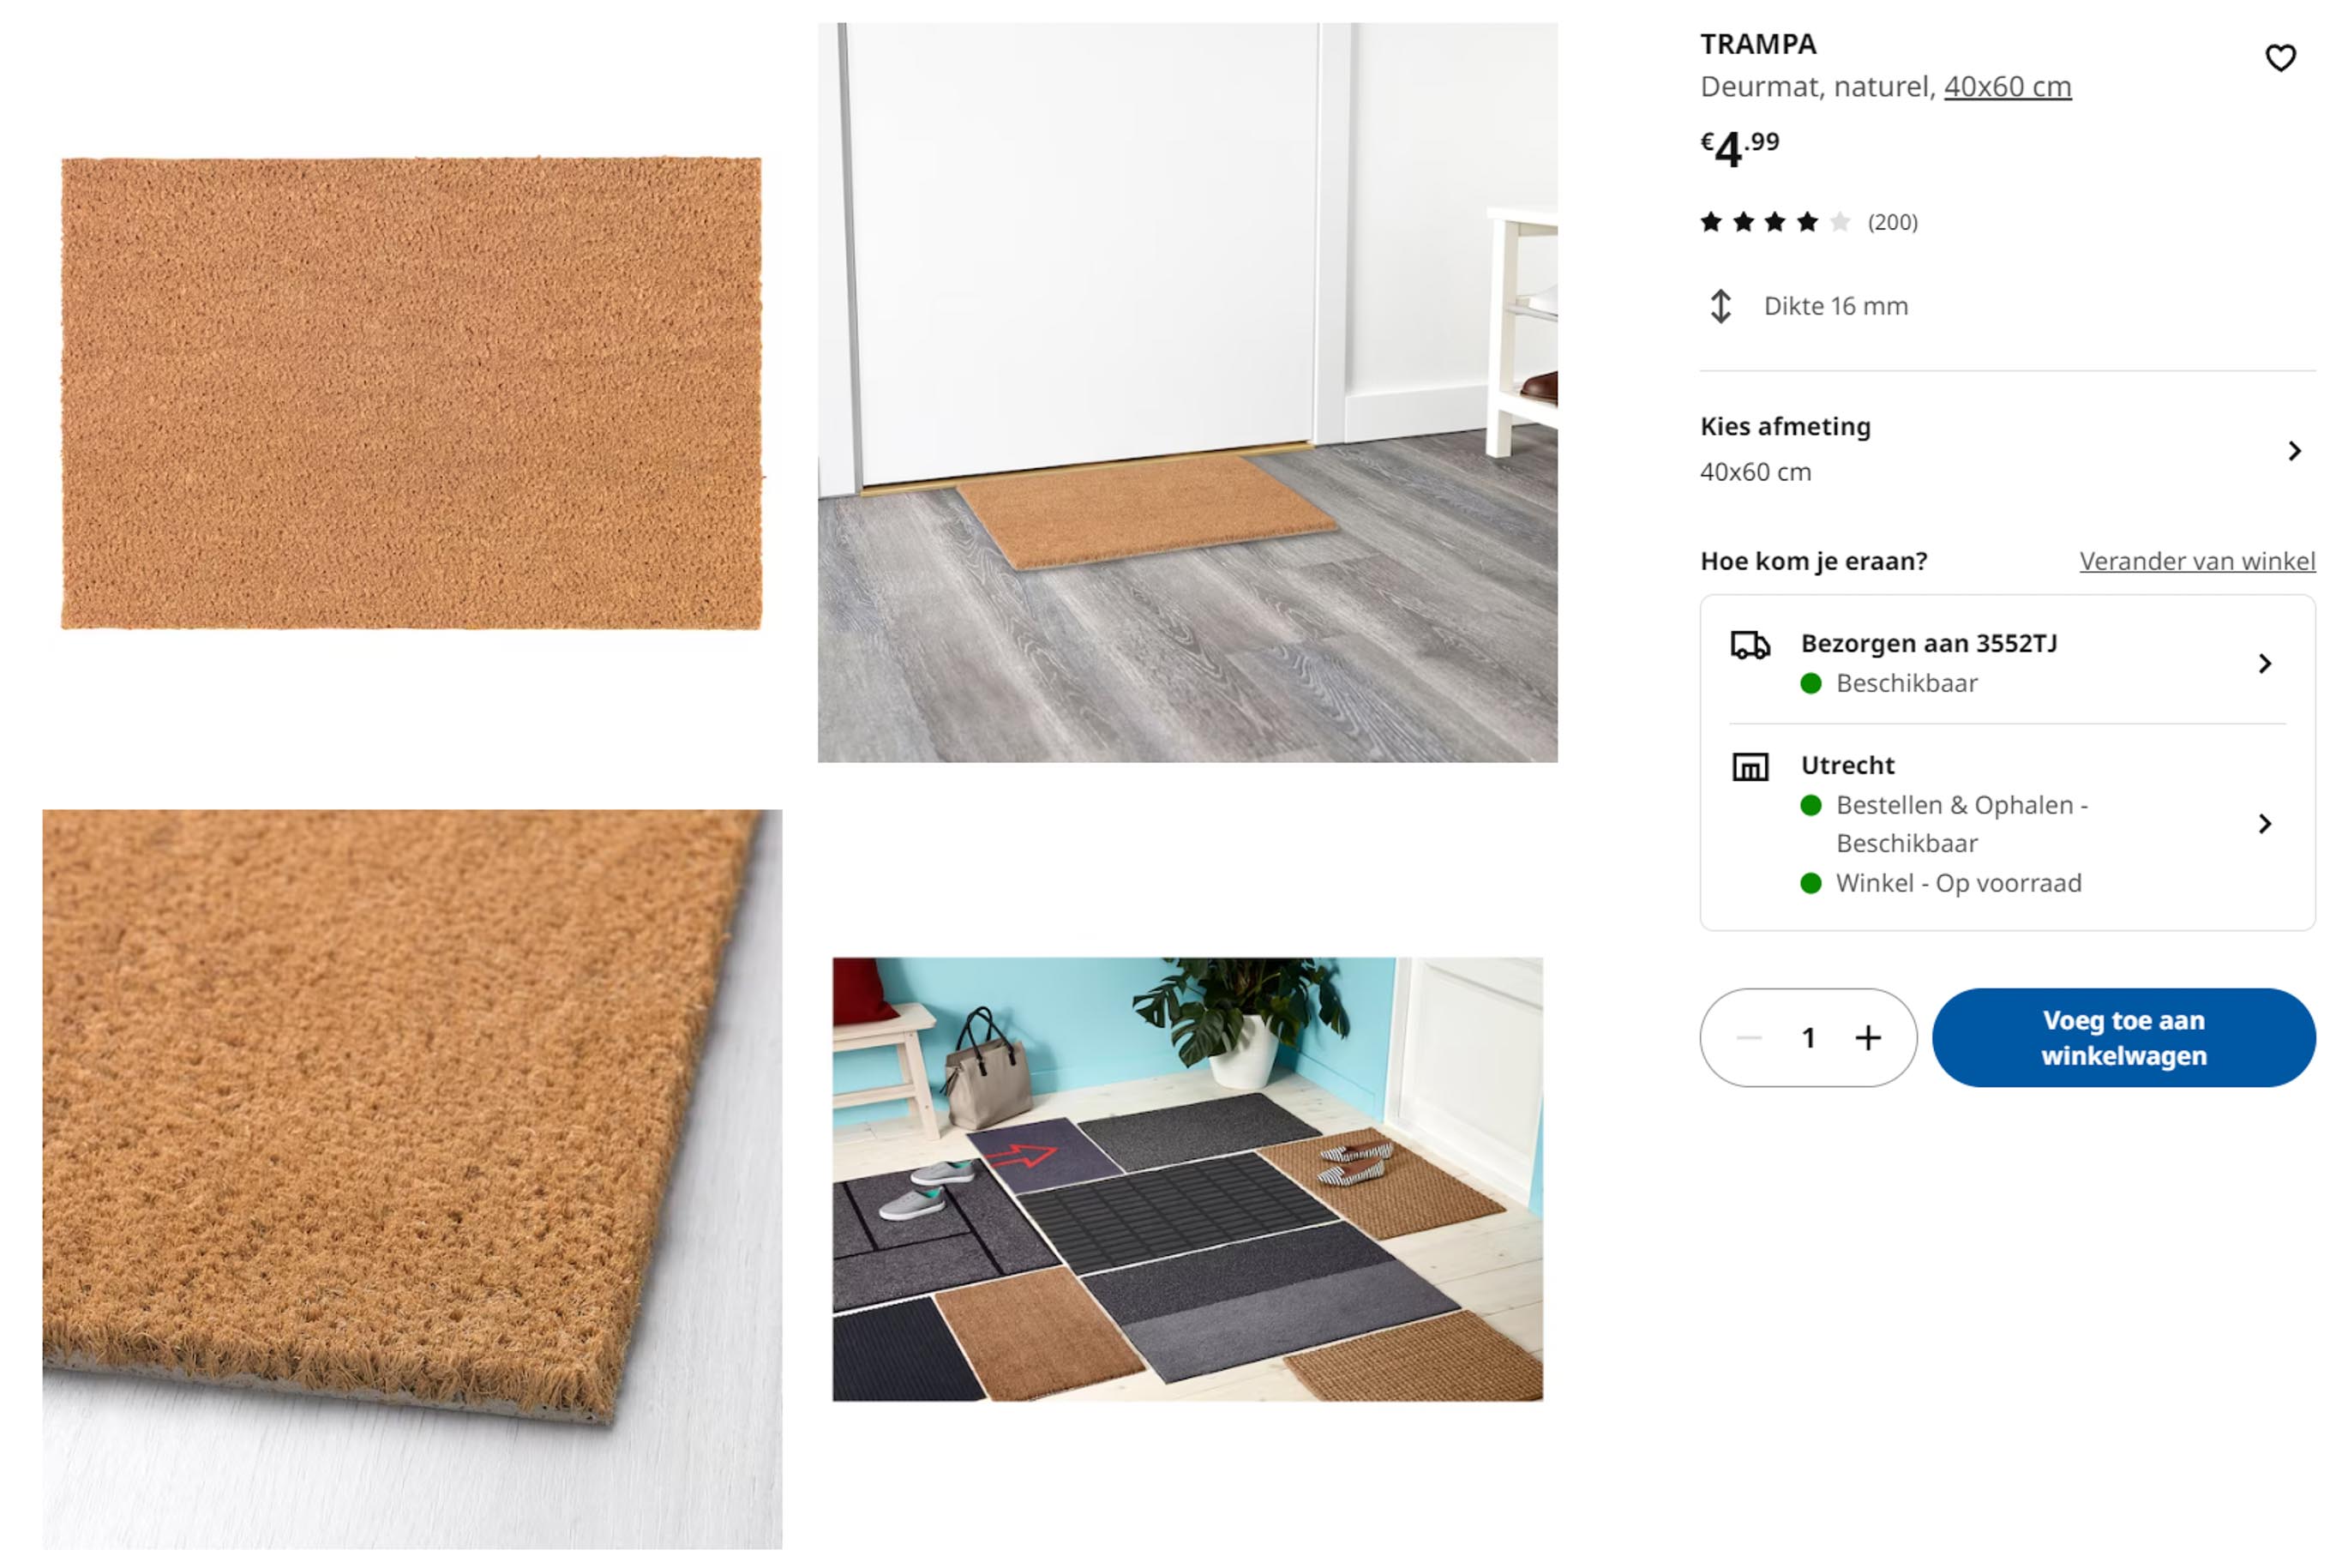 TRAMPA
Deurmat, naturel, 40x60 cm
€4.99
(200)
Dikte 16 mm
Kies afmeting
40x60 cm
Hoe kom je eraan?
Verander van winkel
Bezorgen aan 3552TJ
Beschikbaar
Utrecht
Bestellen & Ophalen -
Beschikbaar
Winkel - Op voorraad
1
Voeg toe aan
winkelwagen